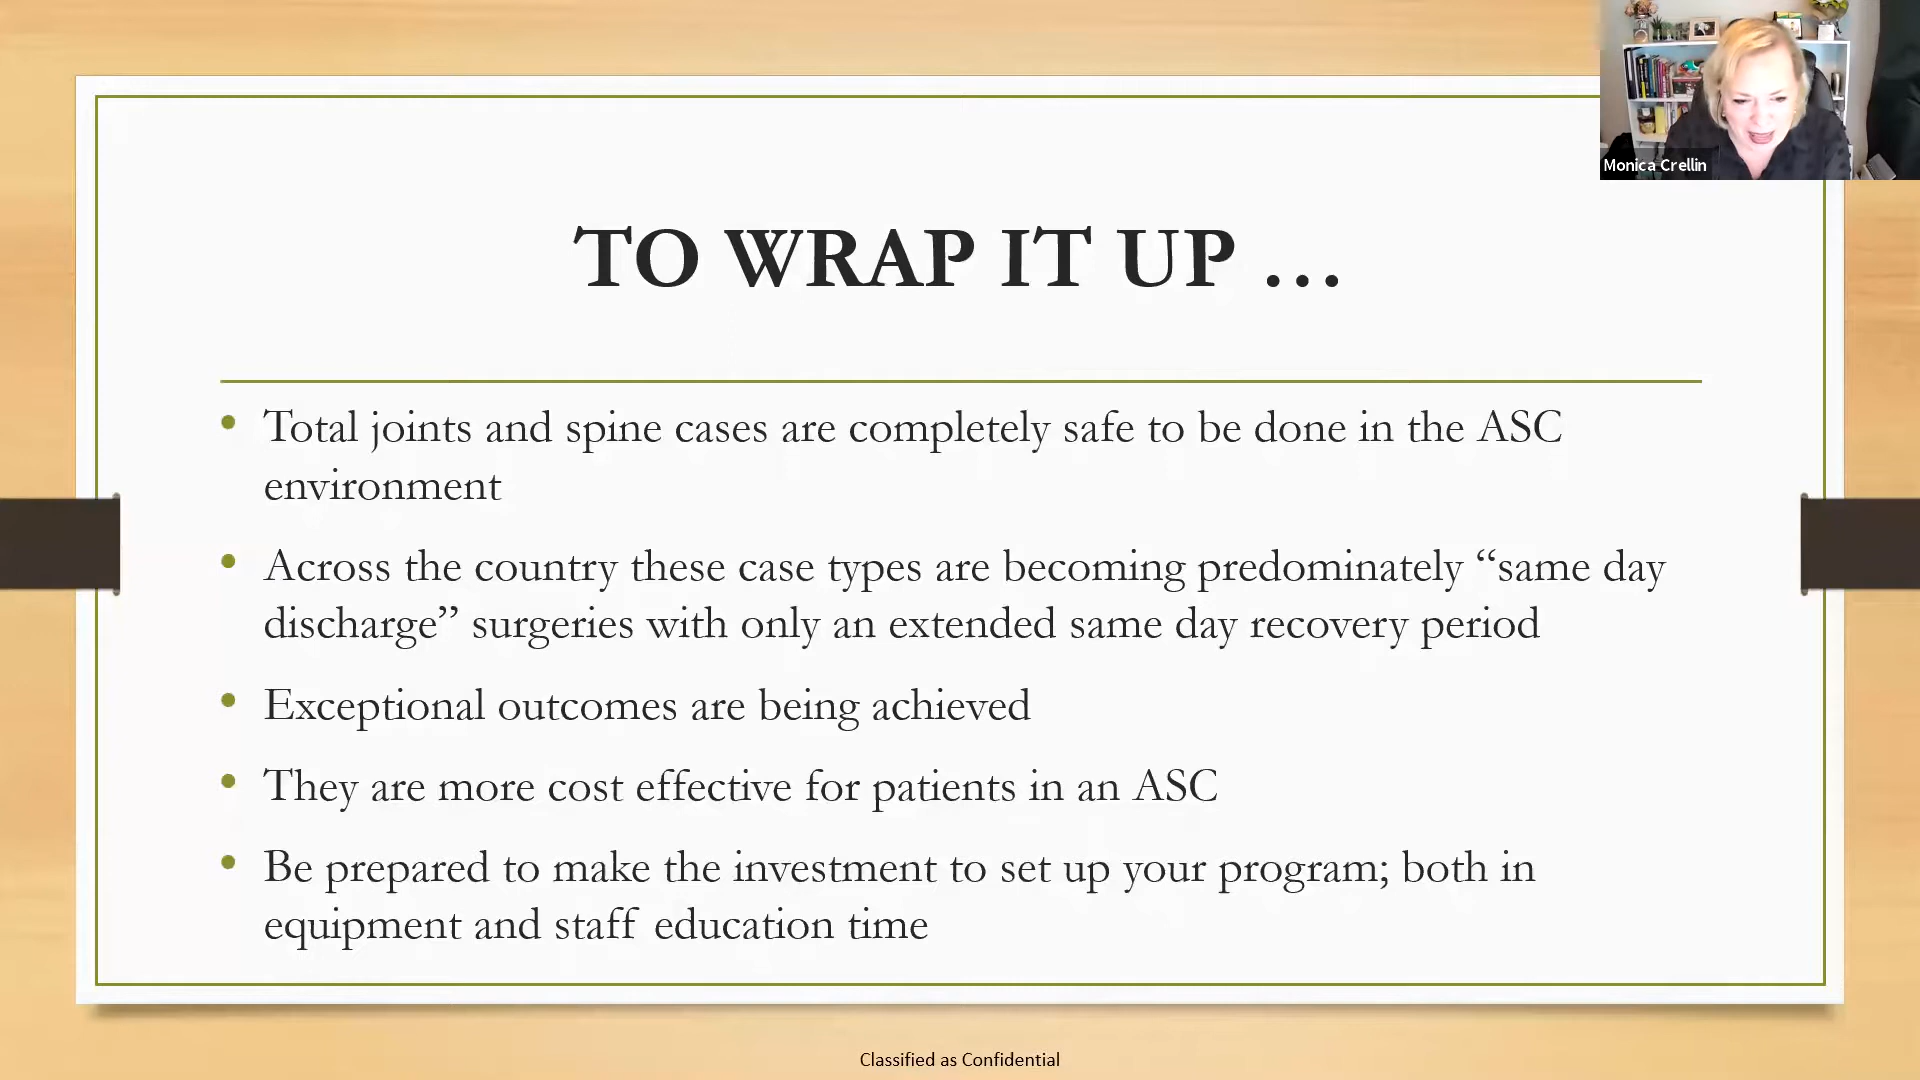 Monica Crellin
TO WRAP IT UP …
• Total joints and spine cases are completely safe to be done in the ASC
environment
• Across the country these case types are becoming predominately “same day
discharge” surgeries with only an extended same day recovery period
• Exceptional outcomes are being achieved
• They are more cost effective for patients in an ASC
• Be prepared to make the investment to set up your program; both in
equipment and staff education time
Classified as Confidential